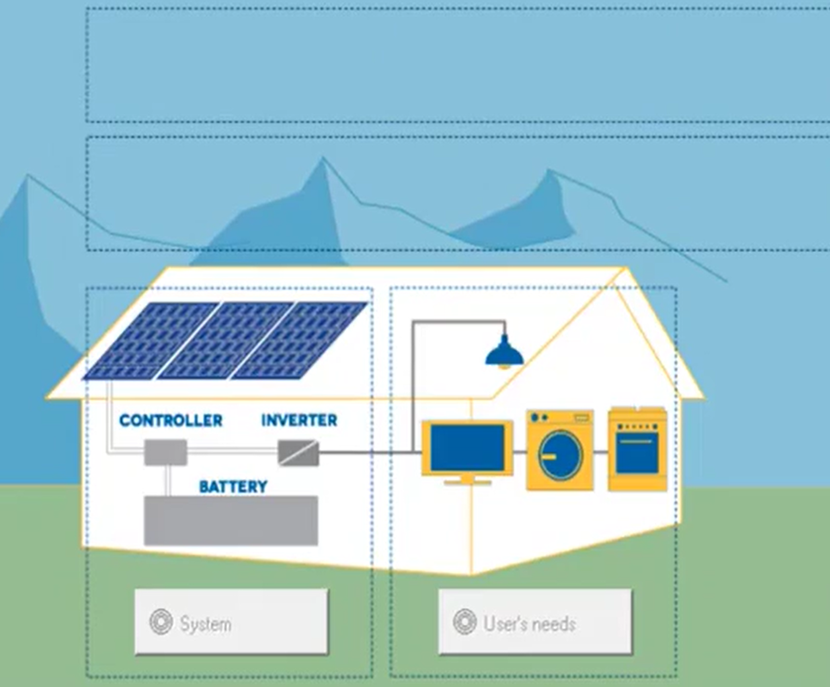 CONTROLLER
INVERTER
BATTERY
System
User's needs